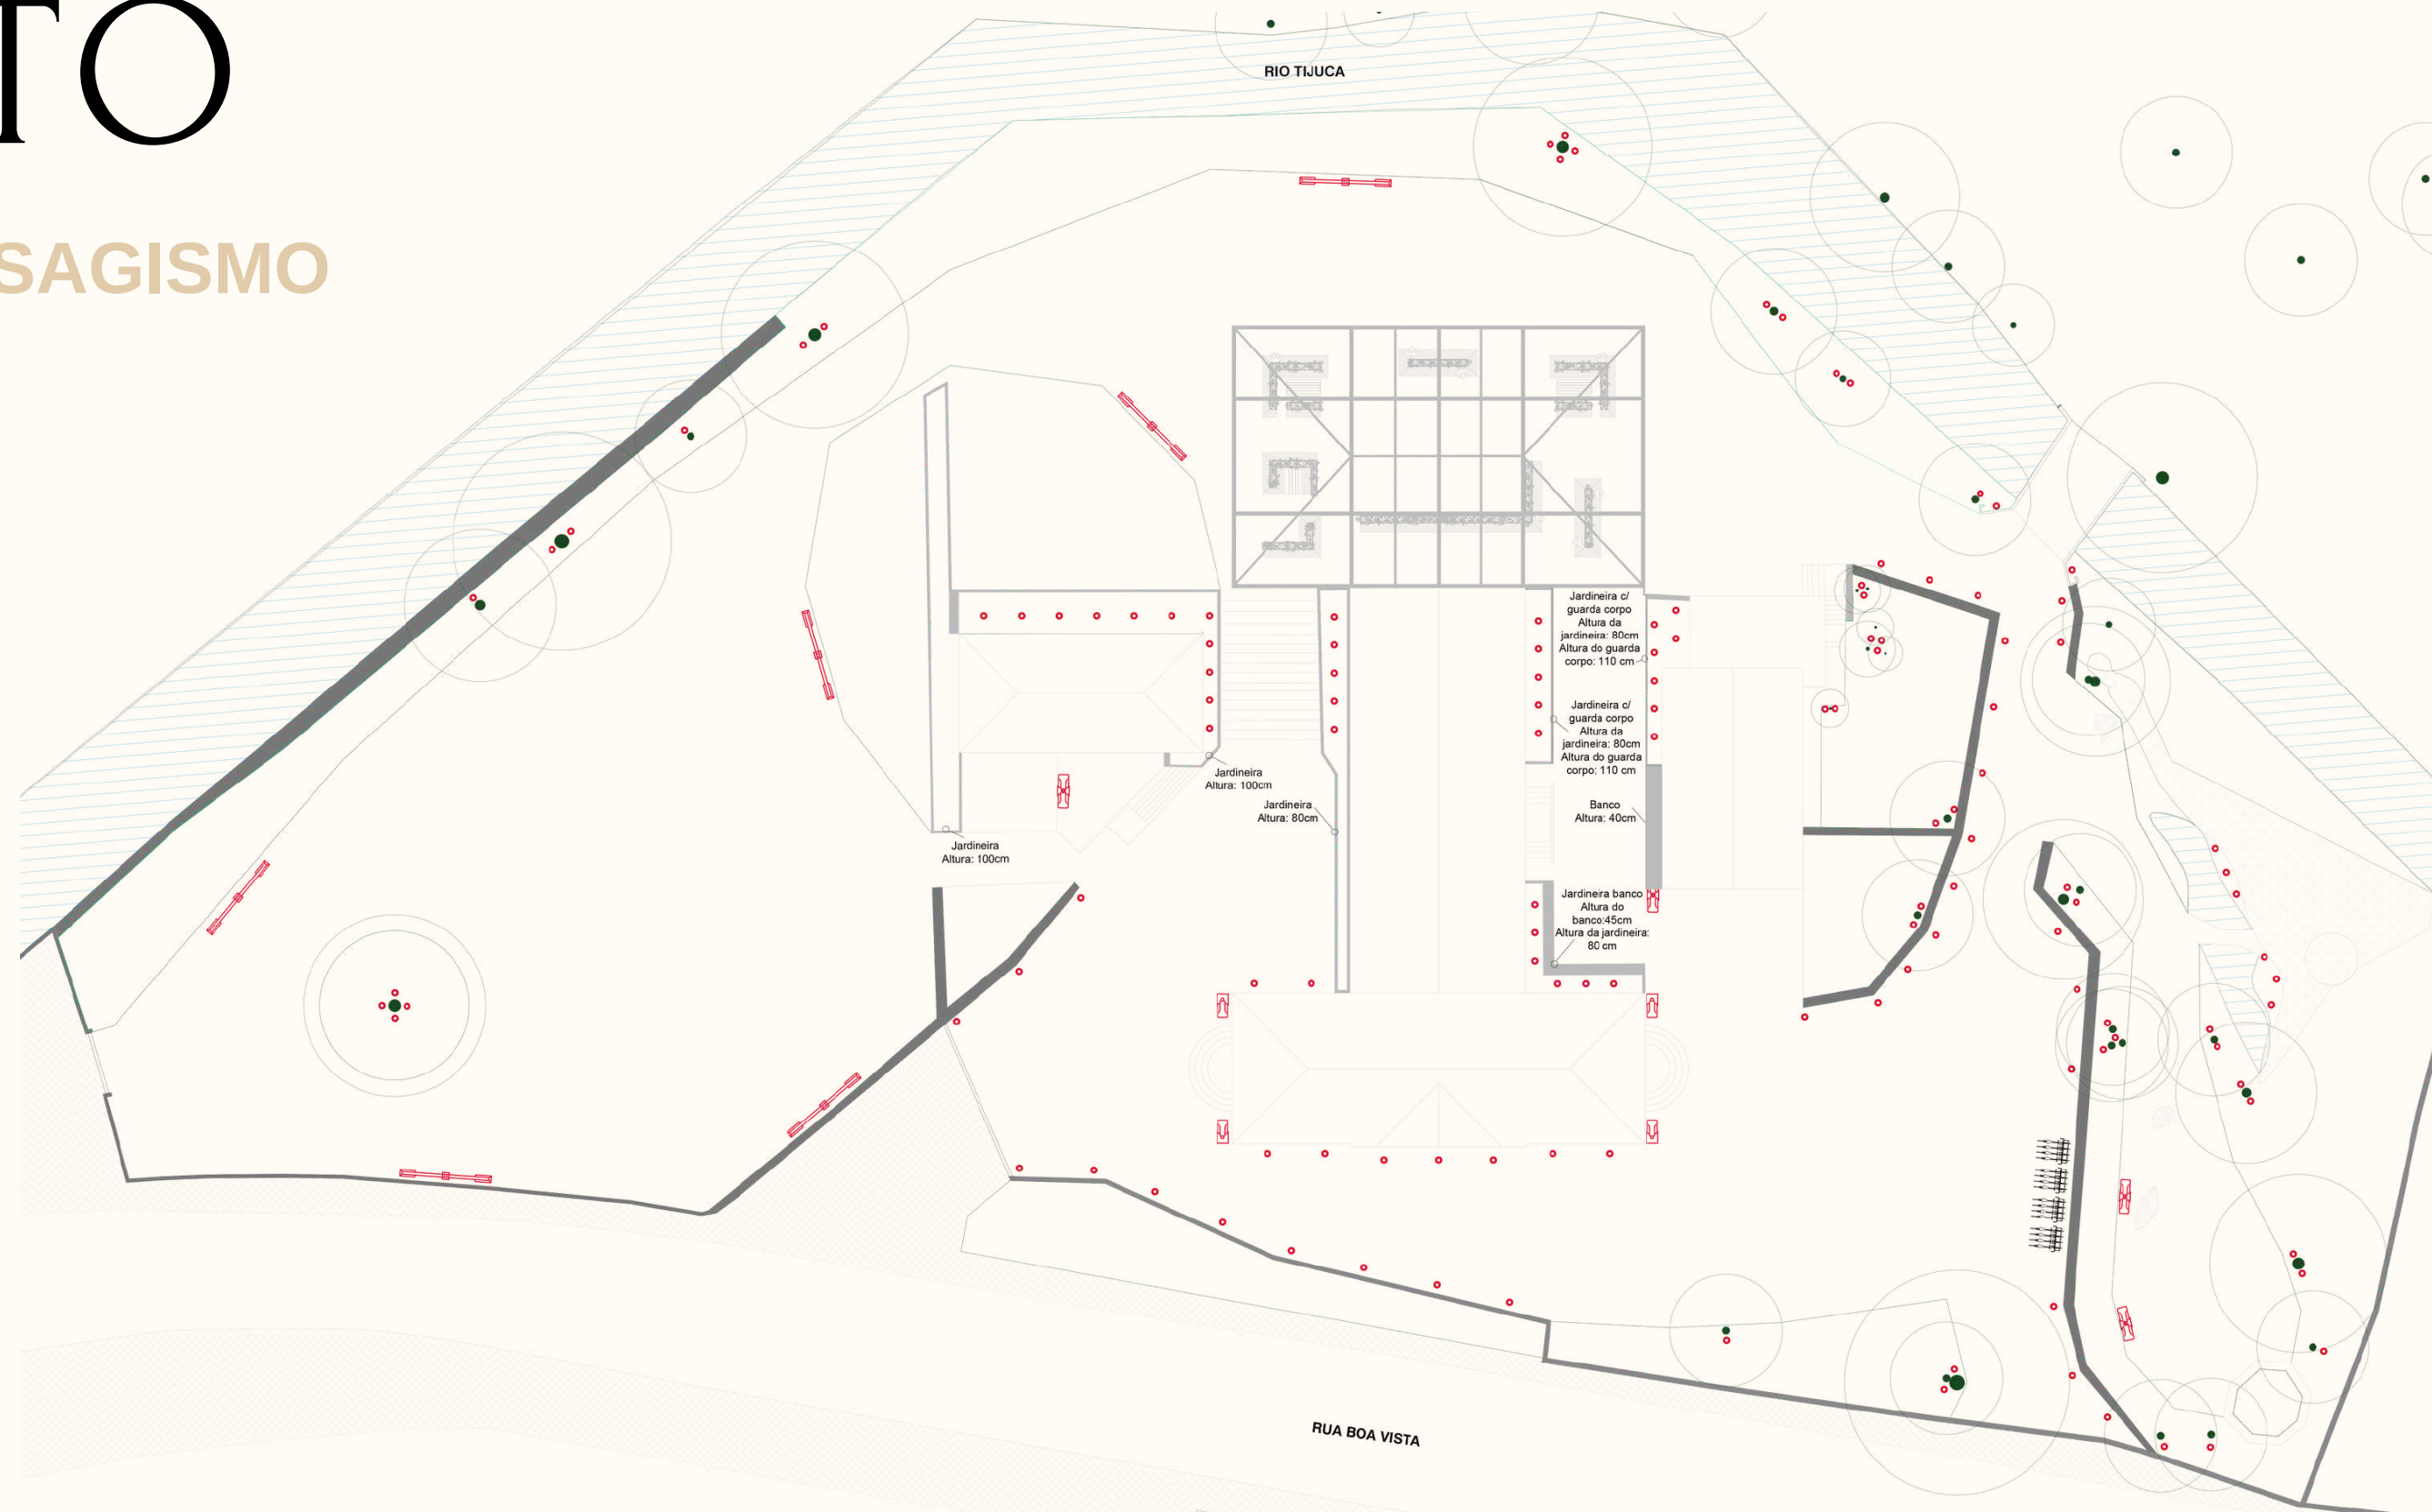 TO
SAGISMO
RIO TIJUCA
Jardineira c/
guarda corpo
Altura da
jardineira: 80cm
Altura do guarda
corpo: 110 cm
Jardineira c/
guarda corpo
Altura da
jardineira: 80cm
Altura do guarda
corpo: 110 cm
Jardineira
Altura: 100cm
Jardineira
Altura: 80cm
Banco
Altura: 40cm
Jardineira
Altura: 100cm
Jardineira banco
Altura do
banco:45cm
Altura da jardineira:
80 cm
RUA BOA VISTA